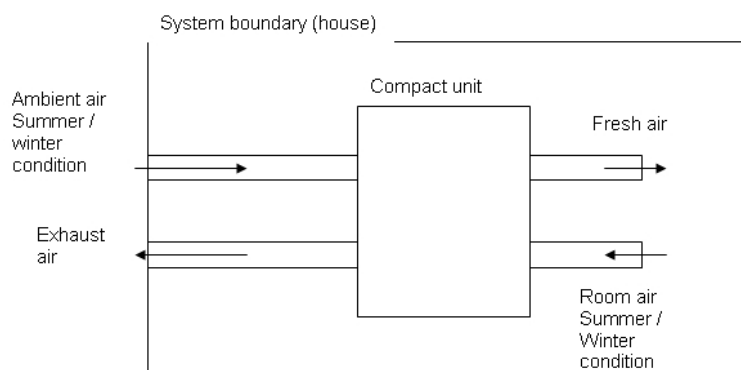 System boundary (house)
Compact unit
Ambient air
Summer /
winter
condition
Fresh air
Exhaust
air
Room air
Summer /
Winter
condition